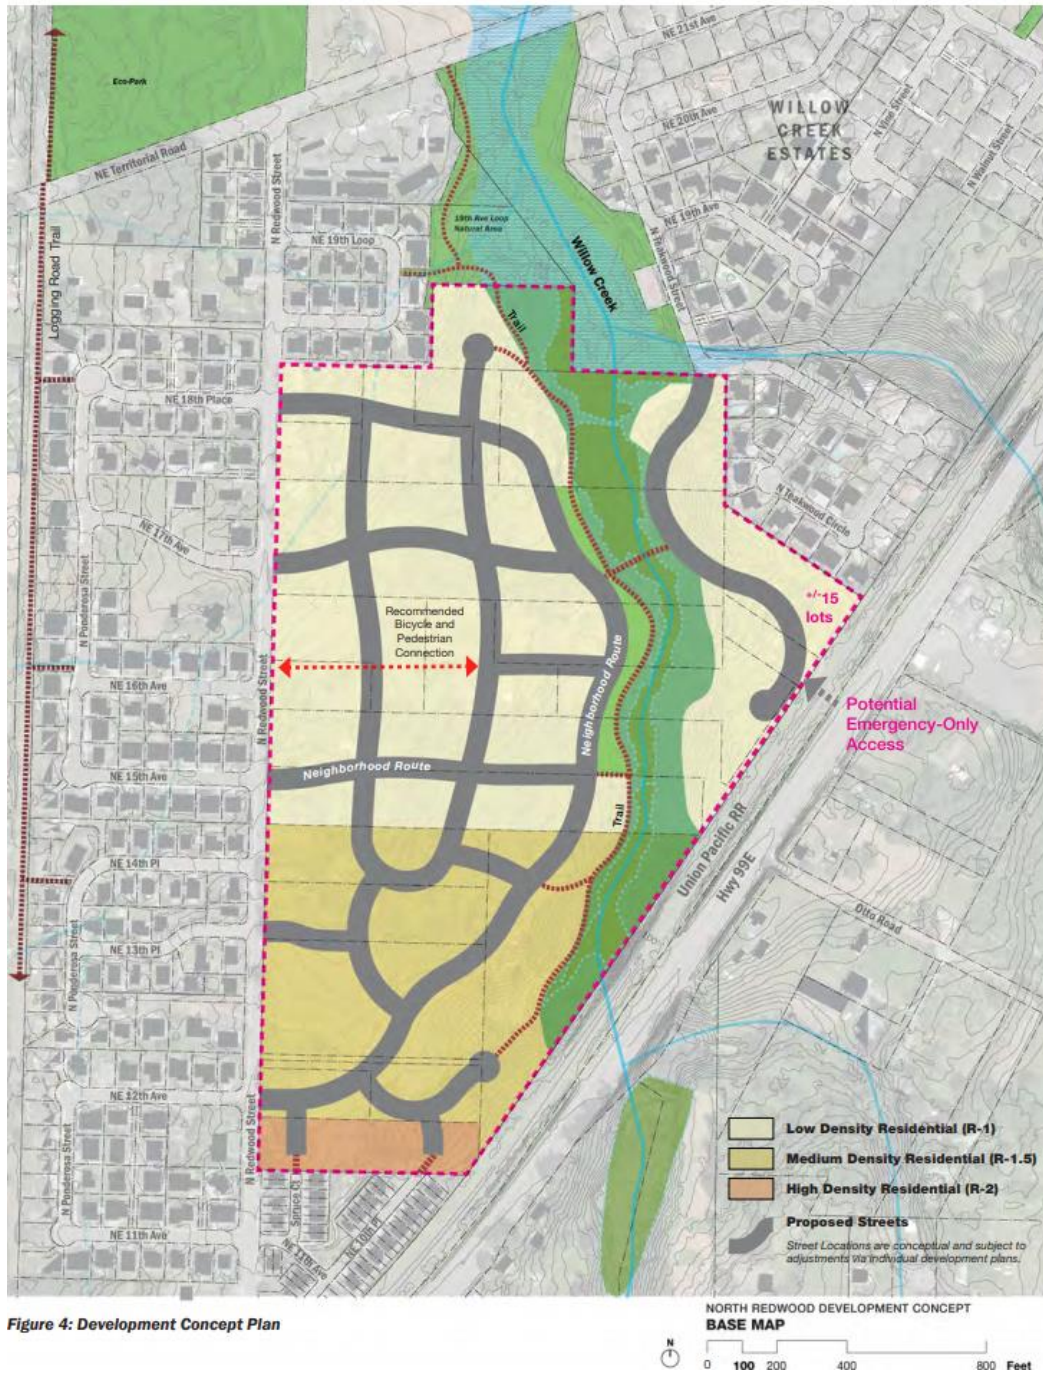 NE 21st Ave
Eco-Park
WILLOW
CREEK
ESTATES
NE 20th Ave
N Vine Street
N Walnut Street
NE Territorial Road
N Redwood Street
19th Ave Loop
Natural Area
NE 19th Ave
NE 19th Loop
N Teakwood Street
Willow Creek
Logging Road Trail
Trail
NE 18th Place
N Teakwood Circle
NE 17th Ave
N Ponderosa Street
+/-15
lots
Recommended
Bicycle and
Pedestrian
Connection
Neighborhood Route
NE 16th Ave
N Redwood Street
Potential
Emergency-Only
Access
Neighborhood Route
NE 15th Ave
Trail
Union Pacific RR
Hwy 99E
NE 14th Pl
Otto Road
NE 13th Pl
N Ponderosa Street
NE 12th Ave
N Redwood Street
N Ponderosa Street
Low Density Residential (R-1)
Medium Density Residential (R-1.5)
High Density Residential (R-2)
Spruce Ct
NE 10th Pl
NE 11th Ave
NE 11th Ave
Proposed Streets
Street Locations are conceptual and subject to
adjustments via individual development plans.
Figure 4: Development Concept Plan
NORTH REDWOOD DEVELOPMENT CONCEPT
BASE MAP
N
0 100 200 400 800 Feet